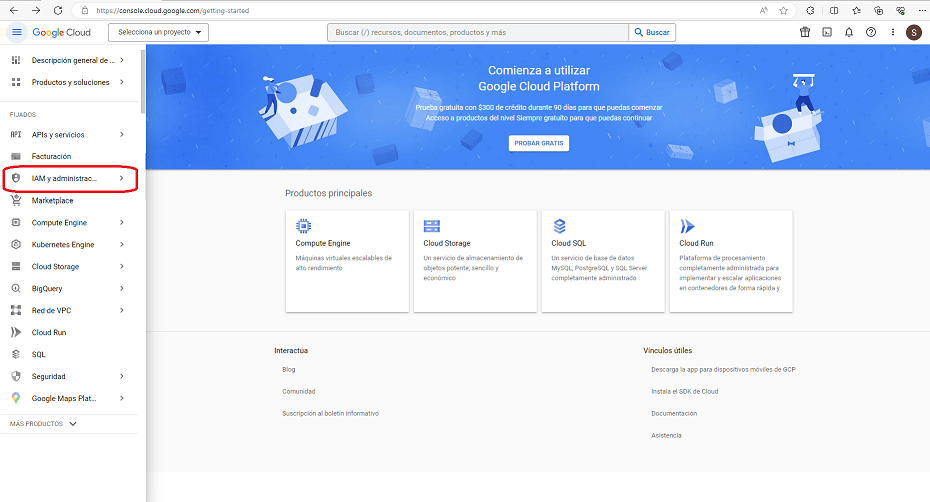 https://console.cloud.google.com/getting-started
Google Cloud
Selecciona un proyecto
Buscar (/) recursos, documentos, productos y más
Buscar
S
Descripción general de ...
Productos y soluciones
FIJADOS
API APIs y servicios
Facturación
IAM y administrac...
Marketplace
Compute Engine
Kubernetes Engine
Cloud Storage
BigQuery
Red de VPC
Cloud Run
SQL
Seguridad
Google Maps Plat...
MÁS PRODUCTOS
Comienza a utilizar
Google Cloud Platform
Prueba gratuita con $300 de crédito durante 90 días para que puedas comenzar
Acceso a productos del nivel Siempre gratuito para que puedas continuar
PROBAR GRATIS
Productos principales
Compute Engine
Máquinas virtuales escalables de
alto rendimiento
Cloud Storage
Un servicio de almacenamiento de
objetos potente, sencillo y
económico
Cloud SQL
Un servicio de base de datos
MySQL, PostgreSQL y SQL Server
completamente administrado
Cloud Run
Plataforma de procesamiento
completamente administrada para
implementar y escalar aplicaciones
en contenedores de forma rápida y
Interactúa
Blog
Comunidad
Suscripción al boletín informativo
Vínculos útiles
Descarga la app para dispositivos móviles de GCP
Instala el SDK de Cloud
Documentación
Asistencia